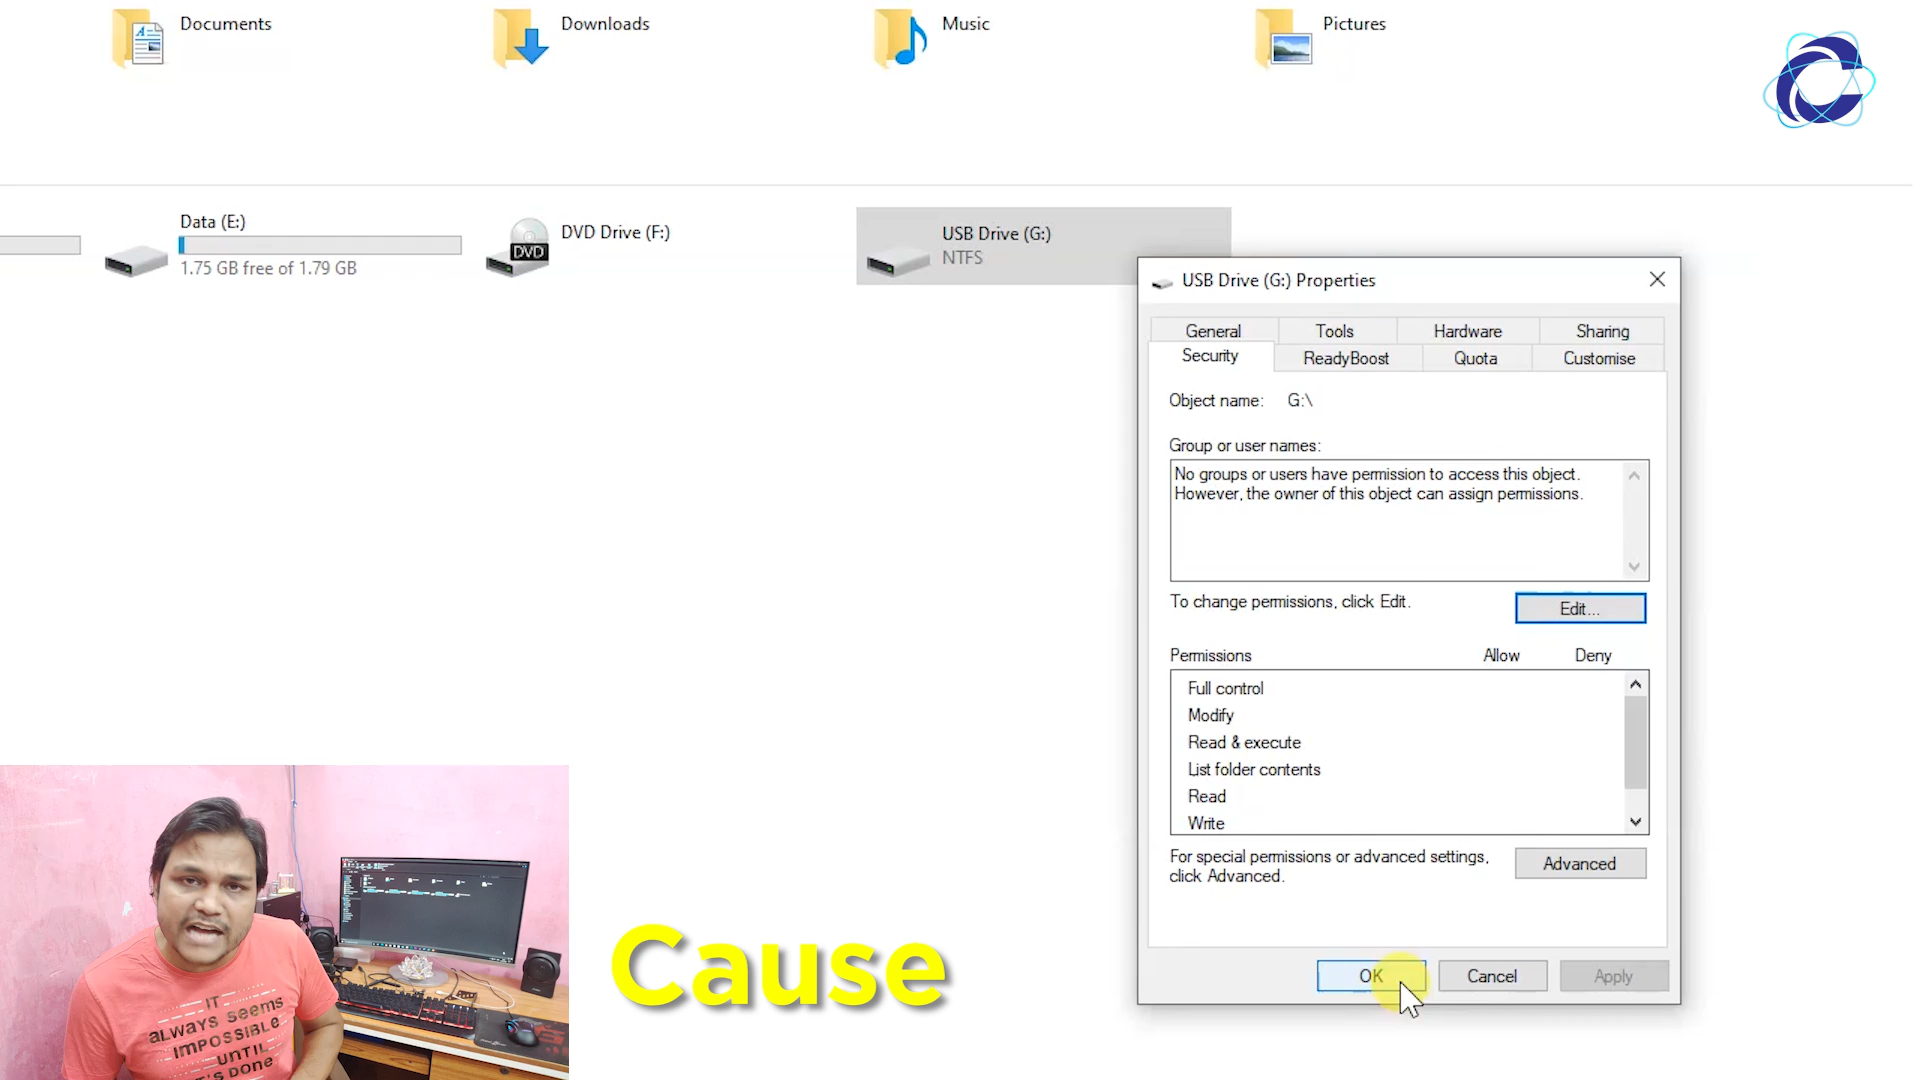 Documents
Downloads
Music
Pictures
Data (E:)
1.75 GB free of 1.79 GB
DVD
DVD Drive (F:)
USB Drive (G:)
NTFS
USB Drive (G:) Properties
General
Tools
Hardware
Sharing
Security
ReadyBoost
Quota
Customise
Object name: G:\
Group or user names:
No groups or users have permission to access this object.
However, the owner of this object can assign permissions.
To change permissions, click Edit.
Edit...
Permissions
Allow
Deny
Full control
Modify
Read & execute
List folder contents
Read
Write
For special permissions or advanced settings,
click Advanced.
Advanced
OK
Cancel
Apply
IT
ALWAYS SEEMS
IMPOSSIBLE
UNTIL
IT'S DONE
Cause